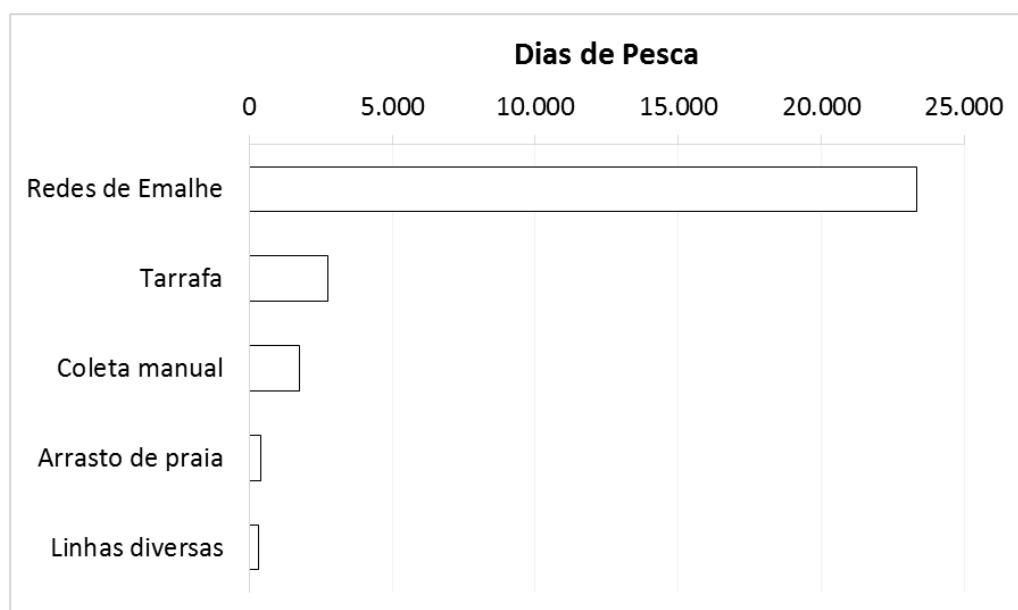 Dias de Pesca
0 5.000 10.000 15.000 20.000 25.000
Redes de Emalhe
Tarrafa
Coleta manual
Arrasto de praia
Linhas diversas